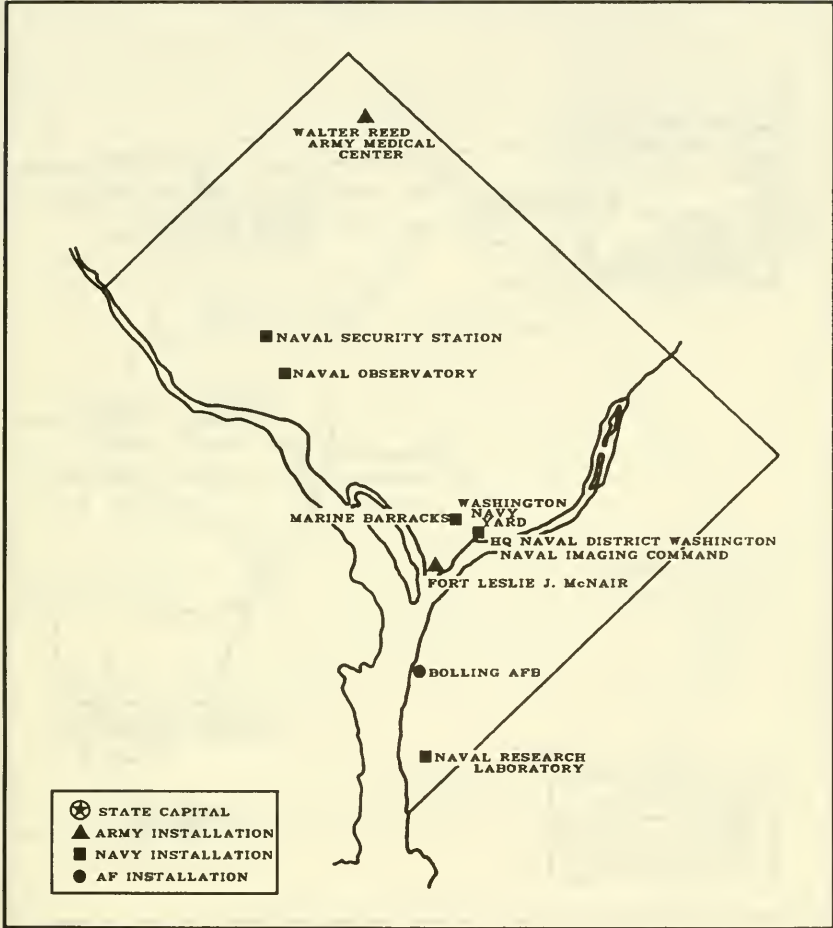 WALTER REED
ARMY MEDICAL
CENTER
NAVAL SECURITY STATION
NAVAL OBSERVATORY
WASHINGTON
NAVY
YARD
MARINE BARRACKS
HQ NAVAL DISTRICT WASHINGTON
NAVAL IMAGING COMMAND
FORT LESLIE J. McNAIR
BOLLING AFB
NAVAL RESEARCH
LABORATORY
STATE CAPITAL
ARMY INSTALLATION
NAVY INSTALLATION
AF INSTALLATION